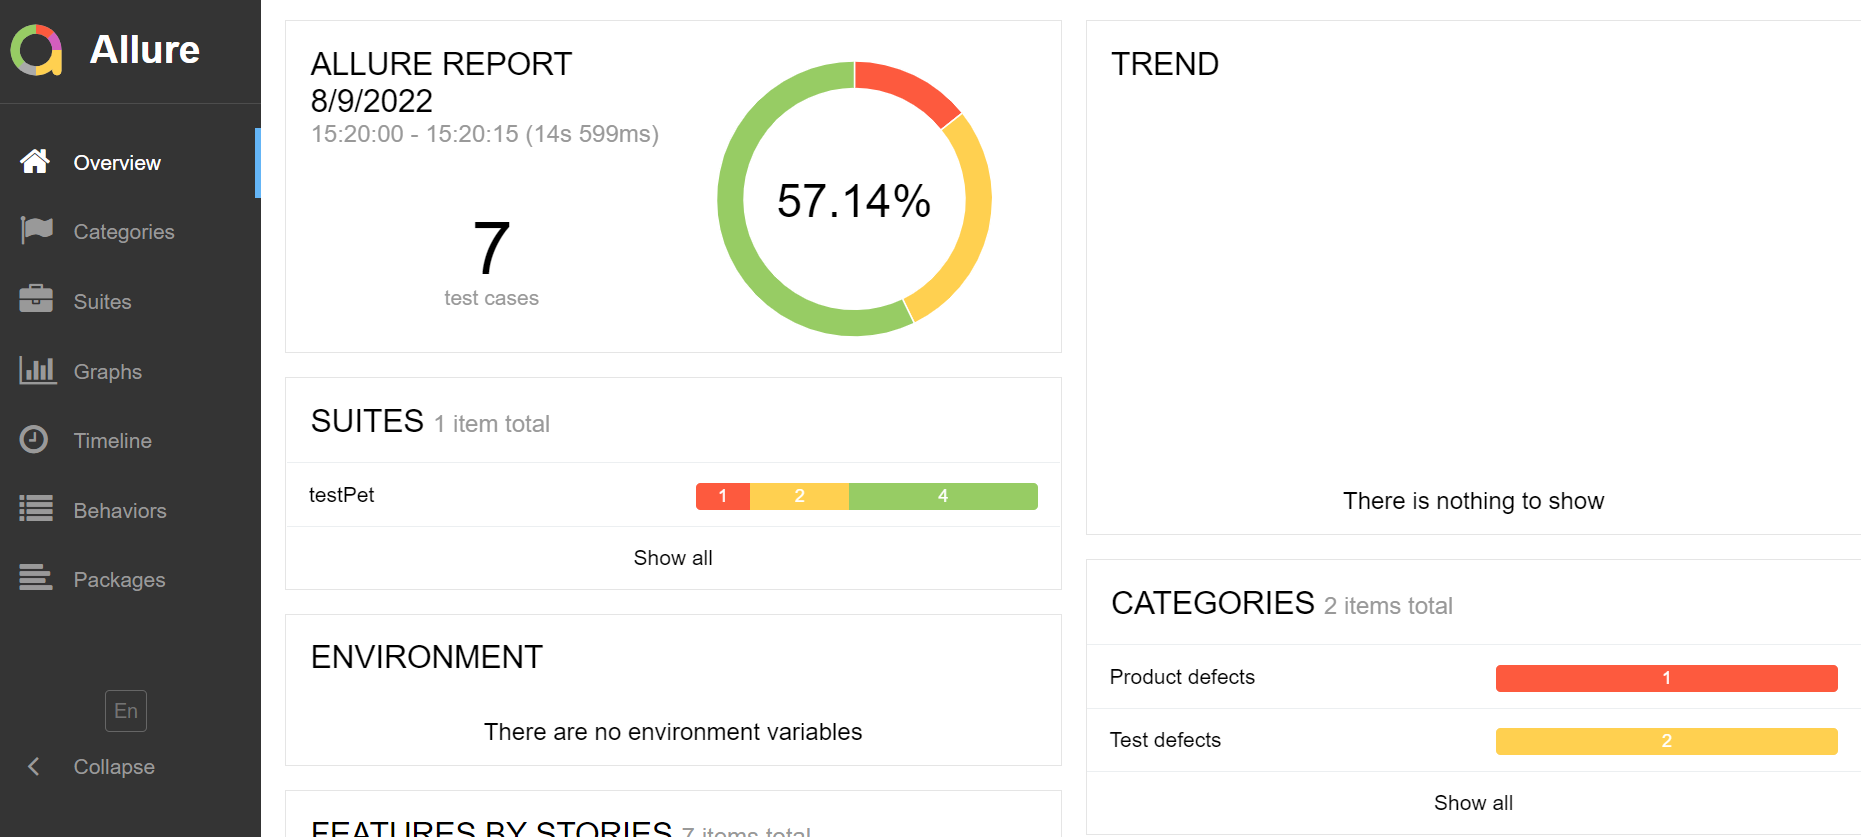 Allure
Overview
Categories
Suites
Graphs
Timeline
Behaviors
Packages
En
Collapse
ALLURE REPORT
8/9/2022
15:20:00 - 15:20:15 (14s 599ms)
7
test cases
57.14%
SUITES 1 item total
testPet
1 2 4
Show all
ENVIRONMENT
There are no environment variables
FEATURES BY STORIES 7 items total
TREND
There is nothing to show
CATEGORIES 2 items total
Product defects 1
Test defects 2
Show all